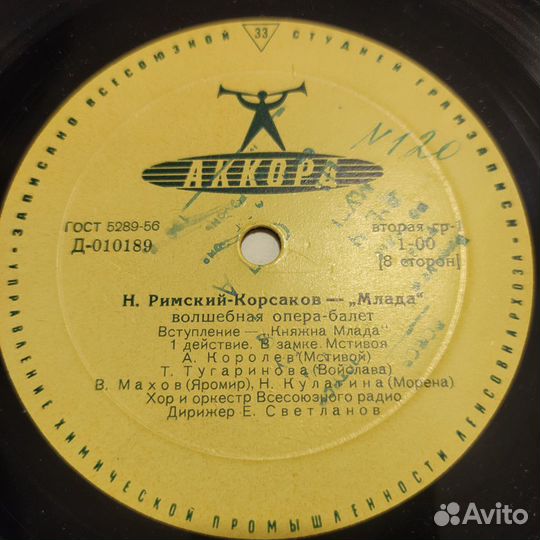 ЗАПИСАНО ВСЕСОЮЗНОЙ СТУДИЕЙ ГРАМЗАПИСИ
33
АККОРД
N 120
ГОСТ 5289-56
Д-010189
вторая гр-1
1-00
[8 сторон]
Н. Римский-Корсаков — „Млада"
волшебная опера-балет
Вступление — „Княжна Млада"
1 действие. В замке. Мстивоя
А. Королев (Мстивой)
Т. Тугаринова (Войслава)
В. Махов (Яромир), Н. Кулагина (Морена)
Хор и оркестр Всесоюзного радио
Дирижер Е. Светланов
УПРАВЛЕНИЕ ХИМИЧЕСКОЙ ПРОМЫШЛЕННОСТИ ЛЕНСОВНАРХОЗА
Avito